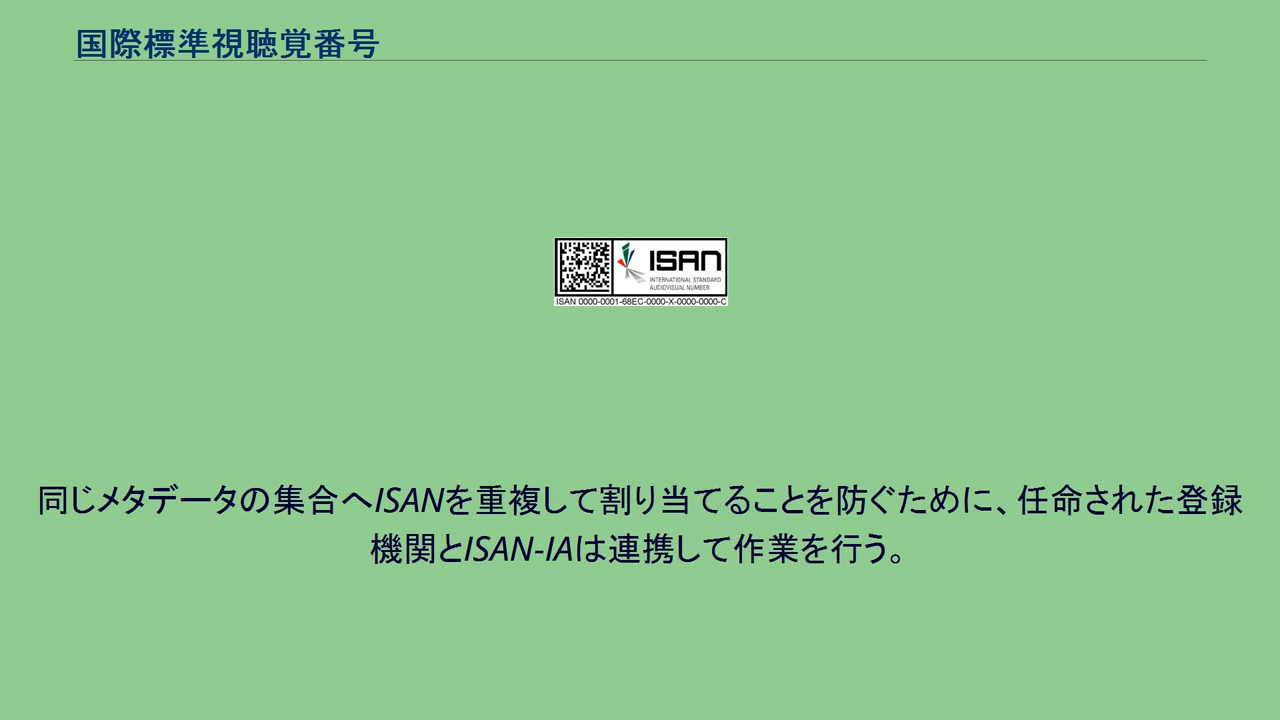 国際標準視聴覚番号
ISAN
INTERNATIONAL STANDARD
AUDIOVISUAL NUMBER
ISAN 0000-0001-68EC-0000-X-0000-0000-C
同じメタデータの集合へISANを重複して割り当てることを防ぐために、任命された登録
機関とISAN-IAは連携して作業を行う。